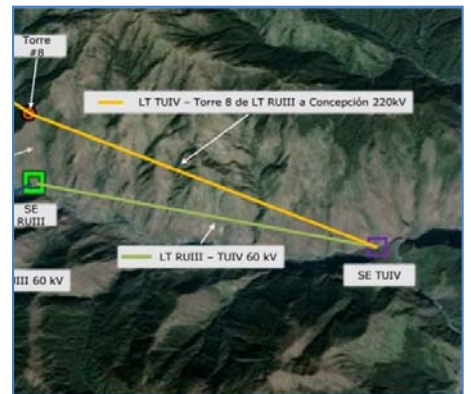 Torre
#8
LT TUIV – Torre 8 de LT RUIII a Concepción 220kV
SE
RUIII
LT RUIII – TUIV 60 kV
SE TUIV
UIII 60 kV